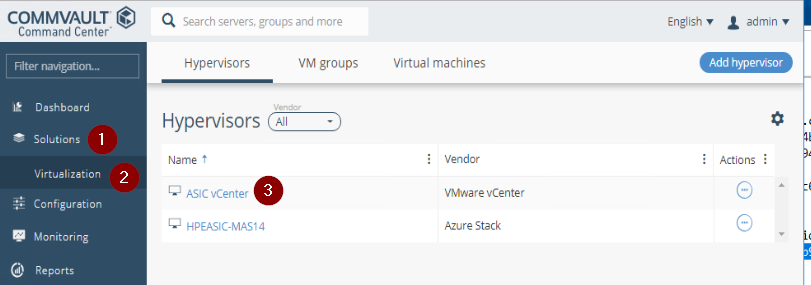 COMMVAULT
Command Center™
Search servers, groups and more
English ▼ admin ▼
Filter navigation...
Hypervisors VM groups Virtual machines Add hypervisor
Dashboard
Solutions 1
Virtualization 2
Configuration
Monitoring
Reports
Hypervisors Vendor All
Name ↑ Vendor Actions
ASIC vCenter 3 VMware vCenter
HPEASIC-MAS14 Azure Stack